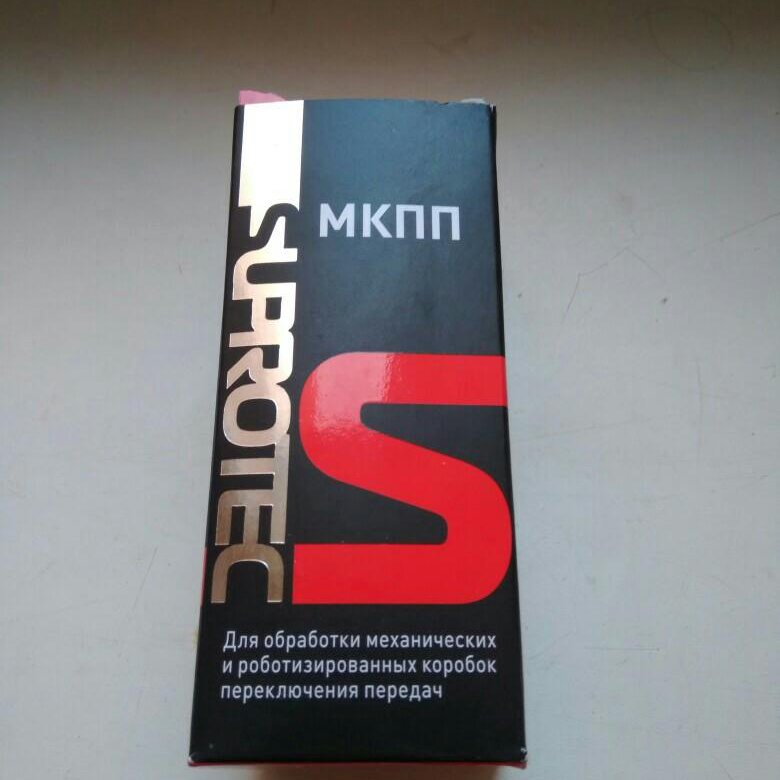 SUPROTEC
МКПП
Для обработки механических
и роботизированных коробок
переключения передач